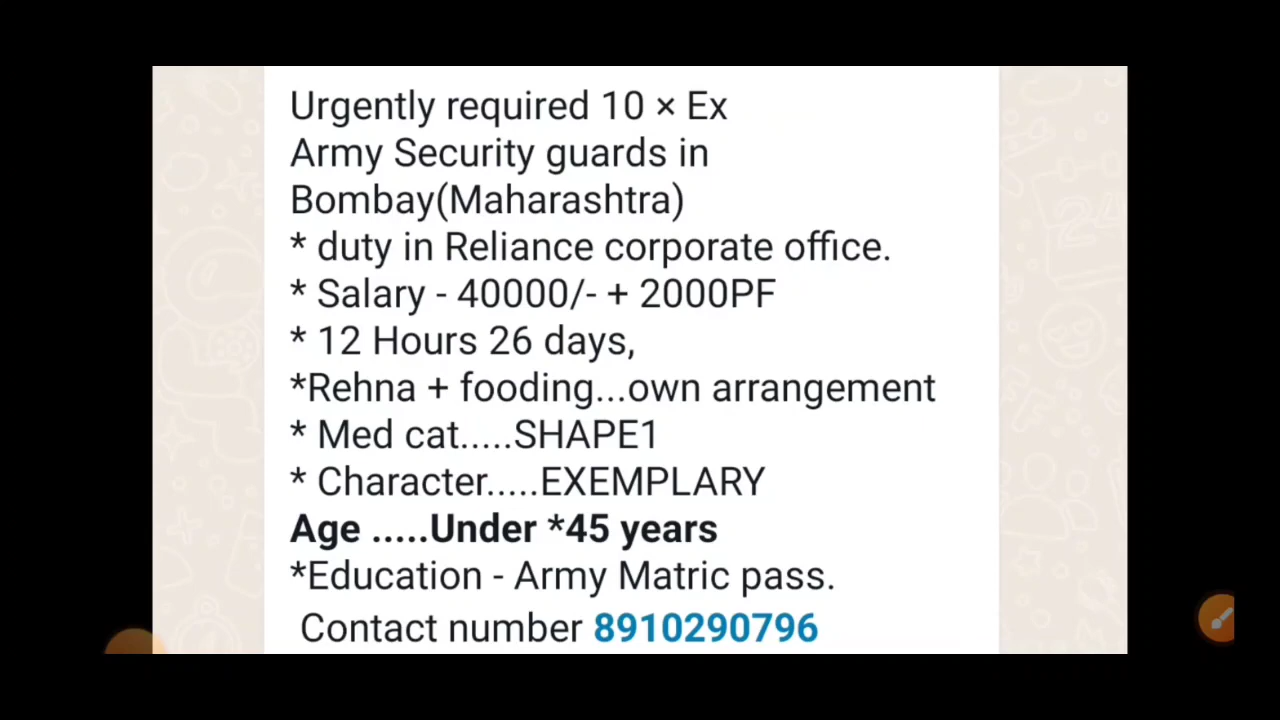 Urgently required 10 × Ex
Army Security guards in
Bombay(Maharashtra)
* duty in Reliance corporate office.
* Salary - 40000/- + 2000PF
* 12 Hours 26 days,
*Rehna + fooding...own arrangement
* Med cat.....SHAPE1
* Character.....EXEMPLARY
Age .....Under *45 years
*Education - Army Matric pass.
Contact number 8910290796